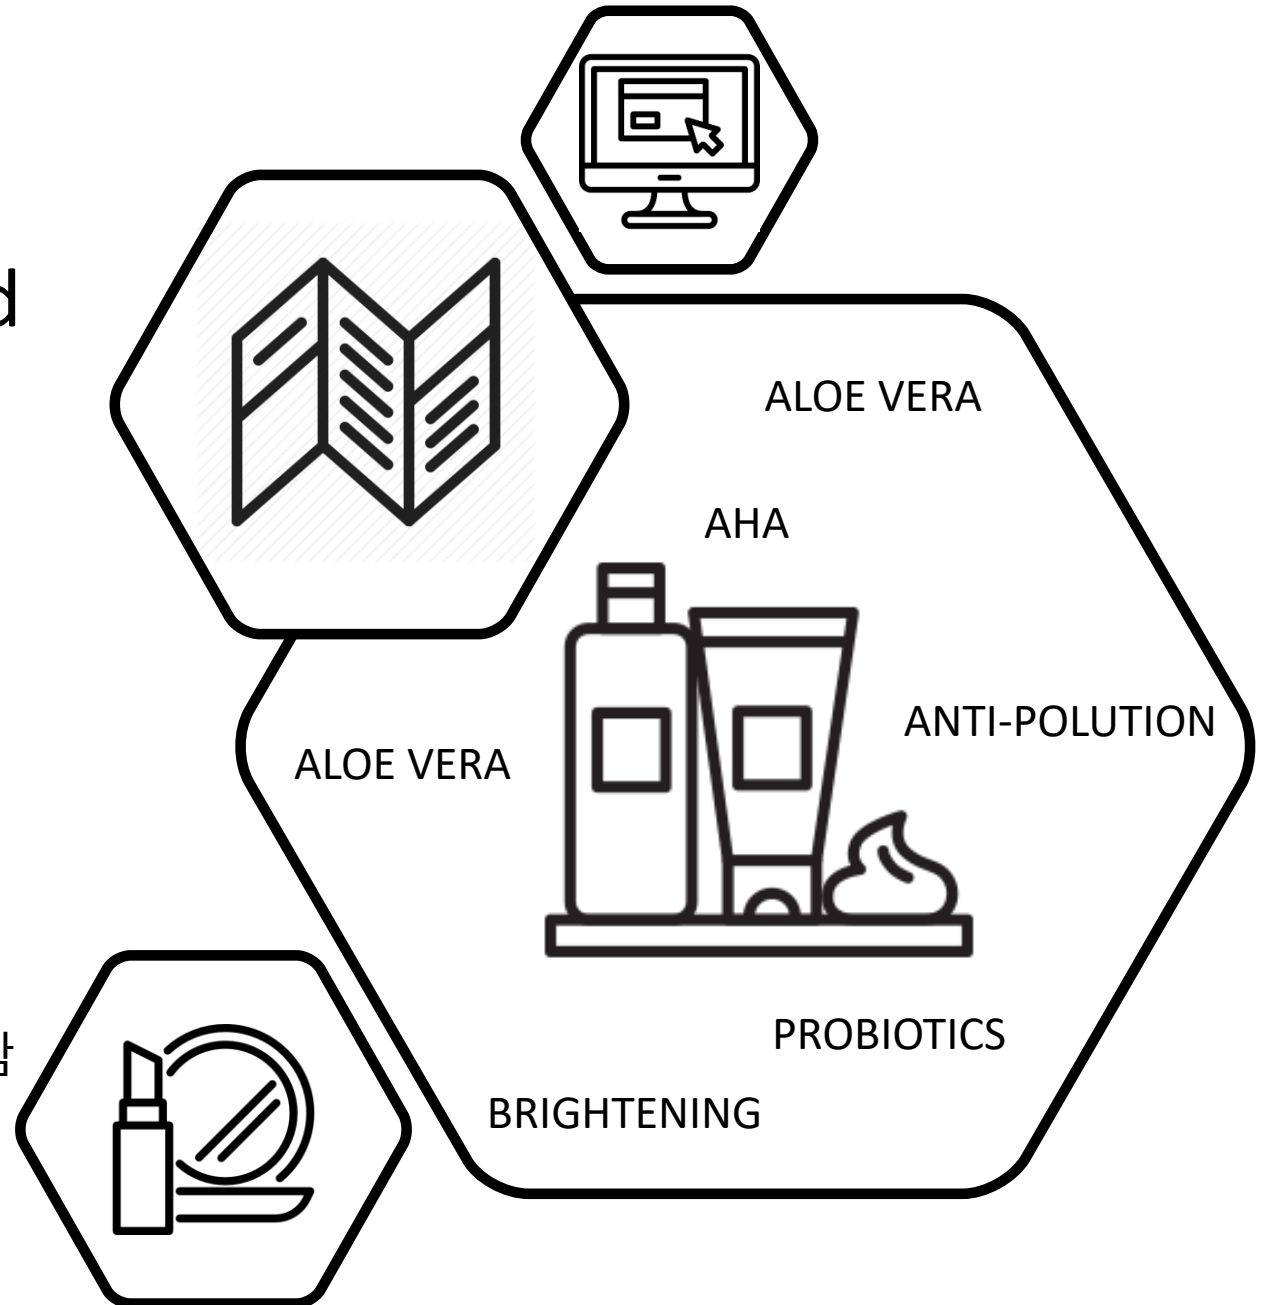 d
ALOE VERA
AHA
ANTI-POLUTION
ALOE VERA
PROBIOTICS
BRIGHTENING